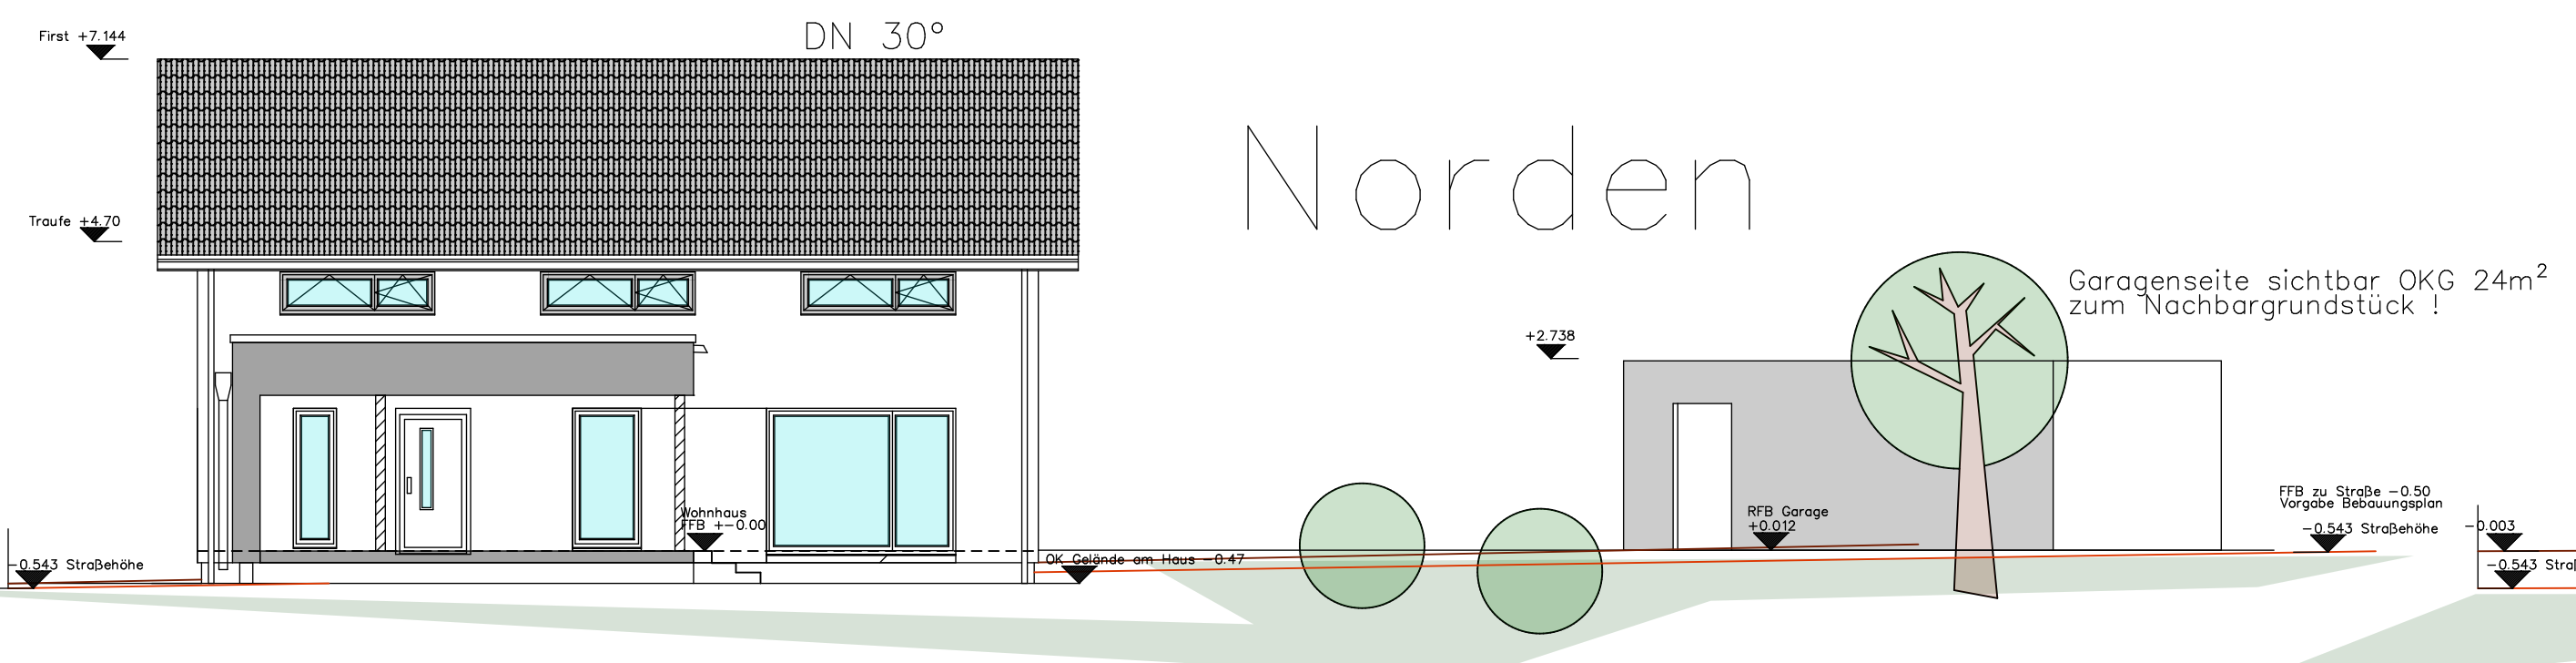 DN 30°
First +7.144
Norden
Traufe +4.70
Garagenseite sichtbar OKG 24m²
zum Nachbargrundstück !
+2.738
FFB zu Straße -0.50
Vorgabe Bebauungsplan
Wohnhaus
FFB +-0.00
RFB Garage
+0.012
-0.543 Straßehöhe
-0.003
OK Gelände am Haus -0.47
-0.543 Straßehöhe
-0.543 Straß